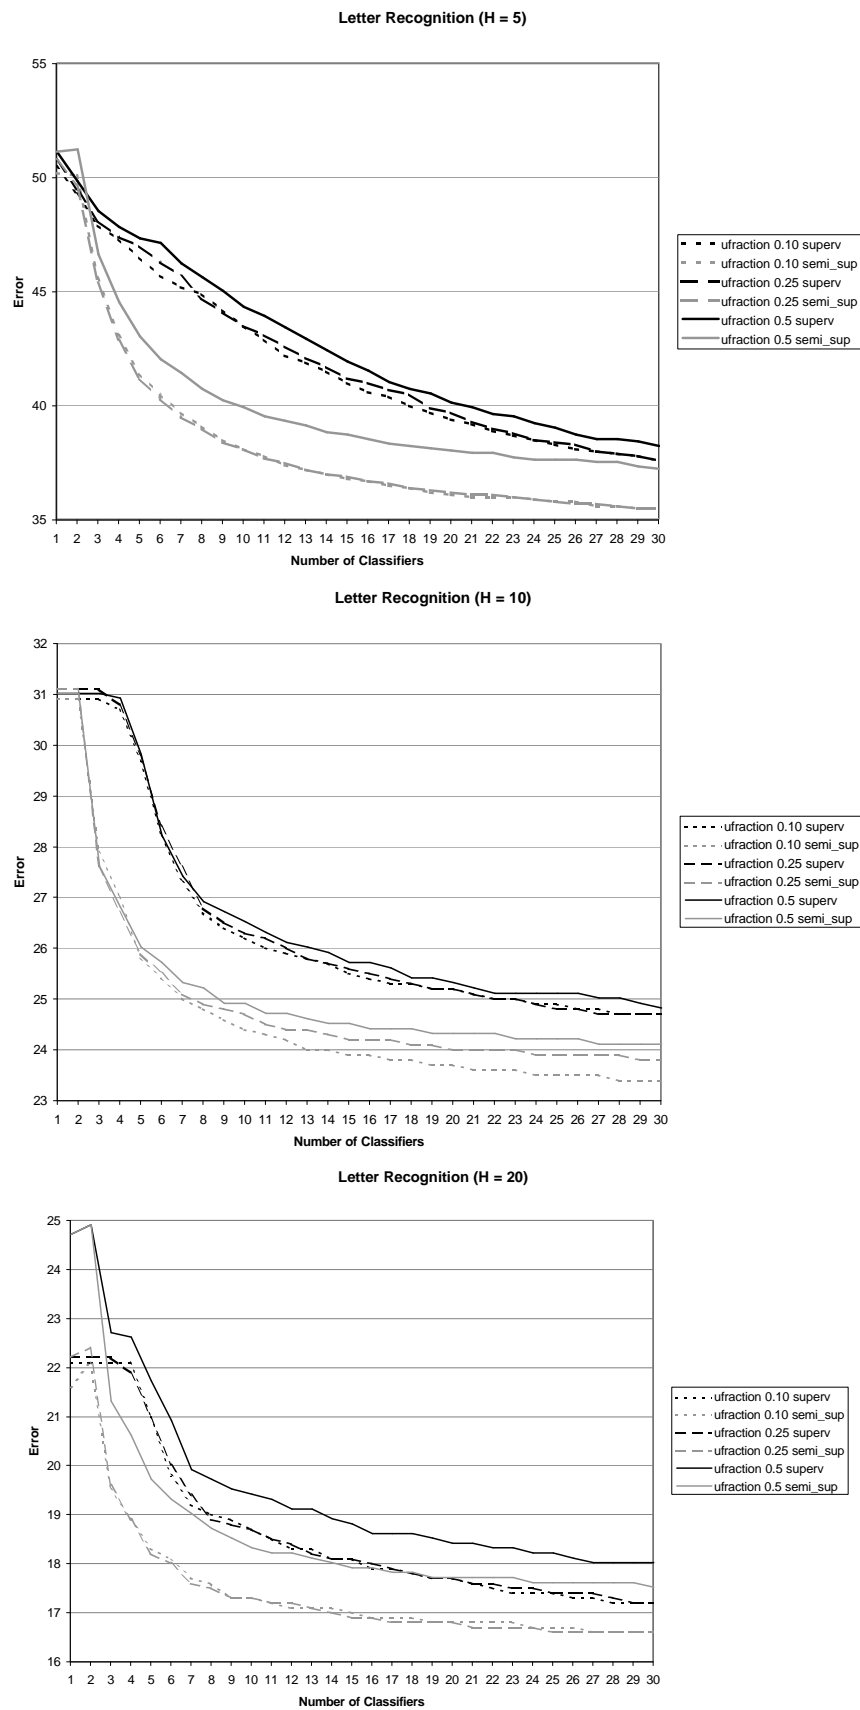 Letter Recognition (H = 5)
55
50
45
40
35
Error
1 2 3 4 5 6 7 8 9 10 11 12 13 14 15 16 17 18 19 20 21 22 23 24 25 26 27 28 29 30
Number of Classifiers
ufraction 0.10 superv
ufraction 0.10 semi_sup
ufraction 0.25 superv
ufraction 0.25 semi_sup
ufraction 0.5 superv
ufraction 0.5 semi_sup
Letter Recognition (H = 10)
32
31
30
29
28
27
26
25
24
23
Error
1 2 3 4 5 6 7 8 9 10 11 12 13 14 15 16 17 18 19 20 21 22 23 24 25 26 27 28 29 30
Number of Classifiers
ufraction 0.10 superv
ufraction 0.10 semi_sup
ufraction 0.25 superv
ufraction 0.25 semi_sup
ufraction 0.5 superv
ufraction 0.5 semi_sup
Letter Recognition (H = 20)
25
24
23
22
21
20
19
18
17
16
Error
1 2 3 4 5 6 7 8 9 10 11 12 13 14 15 16 17 18 19 20 21 22 23 24 25 26 27 28 29 30
Number of Classifiers
ufraction 0.10 superv
ufraction 0.10 semi_sup
ufraction 0.25 superv
ufraction 0.25 semi_sup
ufraction 0.5 superv
ufraction 0.5 semi_sup